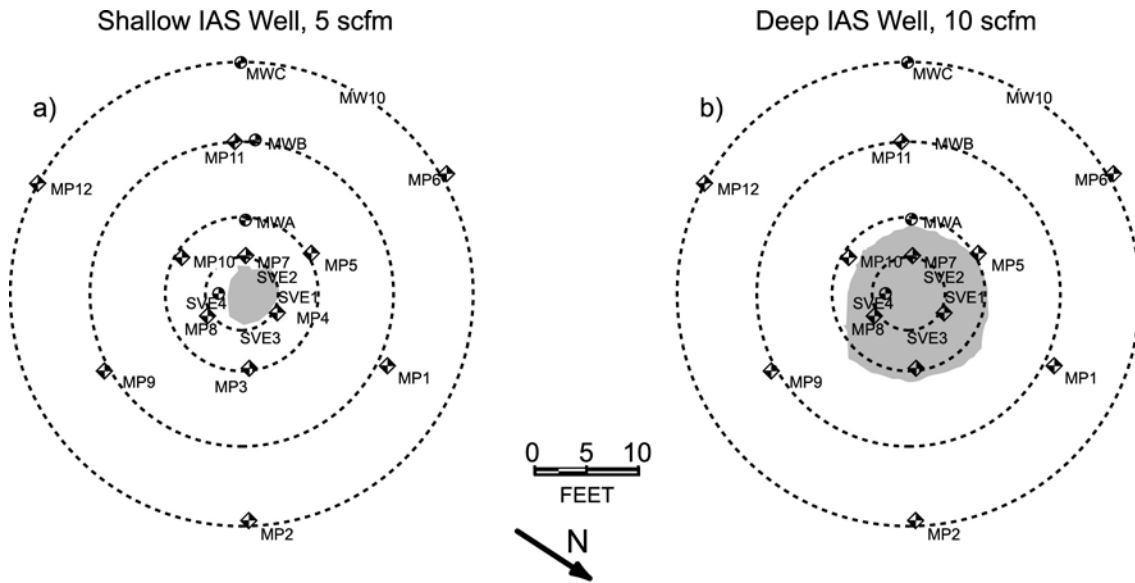 Shallow IAS Well, 5 scfm
a)
MWC
MW10
MWB
MP11
MP12
MP6
MWA
MP10
MP7
MP5
SVE2
SVE4
SVE1
MP8
MP4
SVE3
MP9
MP3
MP1
MP2
Deep IAS Well, 10 scfm
b)
MWC
MW10
MWB
MP11
MP12
MP6
MWA
MP10
MP7
MP5
SVE2
SVE4
SVE1
MP8
SVE3
MP9
MP1
MP2
0 5 10
FEET
N